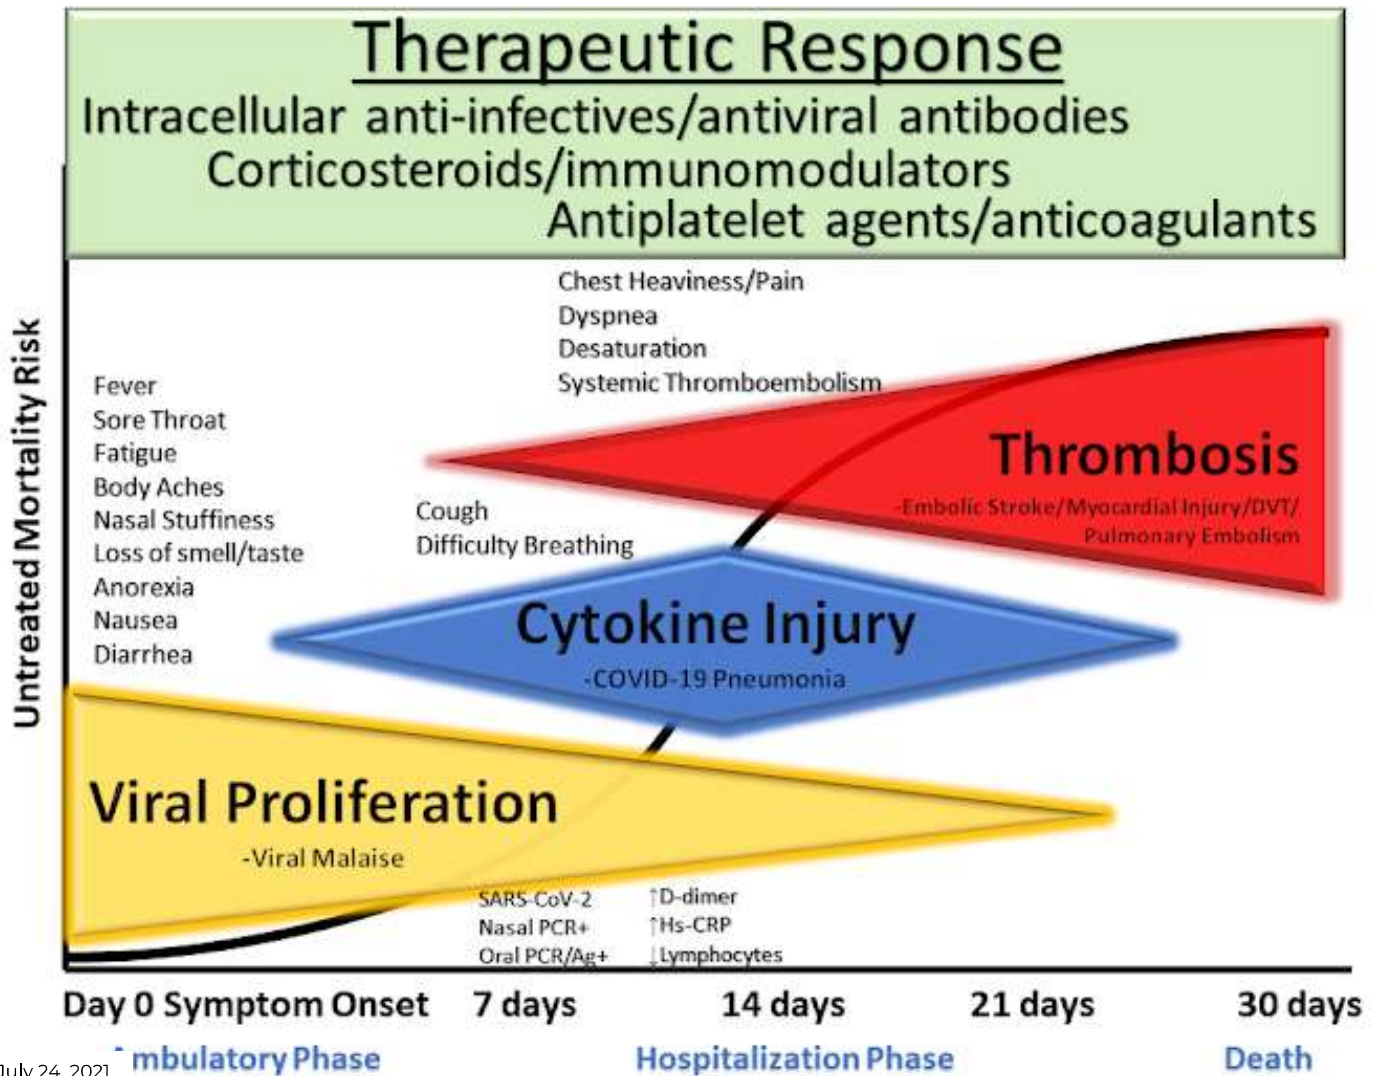 Therapeutic Response
Intracellular anti-infectives/antiviral antibodies
Corticosteroids/immunomodulators
Antiplatelet agents/anticoagulants
Untreated Mortality Risk
Chest Heaviness/Pain
Dyspnea
Desaturation
Systemic Thromboembolism
Fever
Sore Throat
Fatigue
Body Aches
Nasal Stuffiness
Loss of smell/taste
Anorexia
Nausea
Diarrhea
Thrombosis
-Embolic Stroke/Myocardial Injury/DVT/
Pulmonary Embolism
Cough
Difficulty Breathing
Cytokine Injury
-COVID-19 Pneumonia
Viral Proliferation
-Viral Malaise
SARS-CoV-2
Nasal PCR+
Oral PCR/Ag+
↑D-dimer
↑Hs-CRP
↓Lymphocytes
Day 0 Symptom Onset 7 days 14 days 21 days 30 days
Ambulatory Phase Hospitalization Phase Death
July 24, 2021